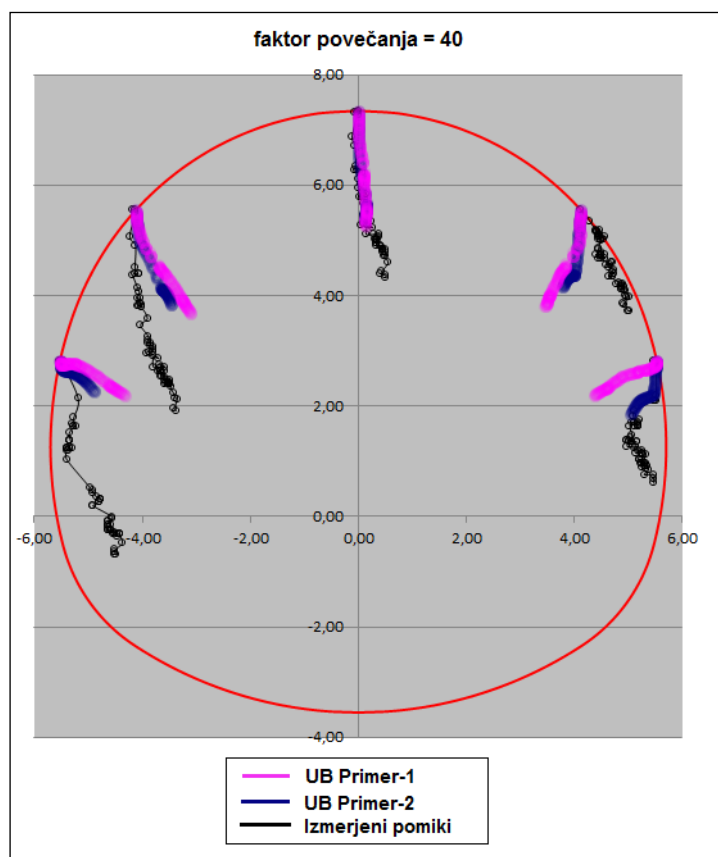 faktor povečanja = 40
8,00
6,00
4,00
2,00
0,00
-6,00 -4,00 -2,00 0,00 2,00 4,00 6,00
-2,00
-4,00
UB Primer-1
UB Primer-2
Izmerjeni pomiki